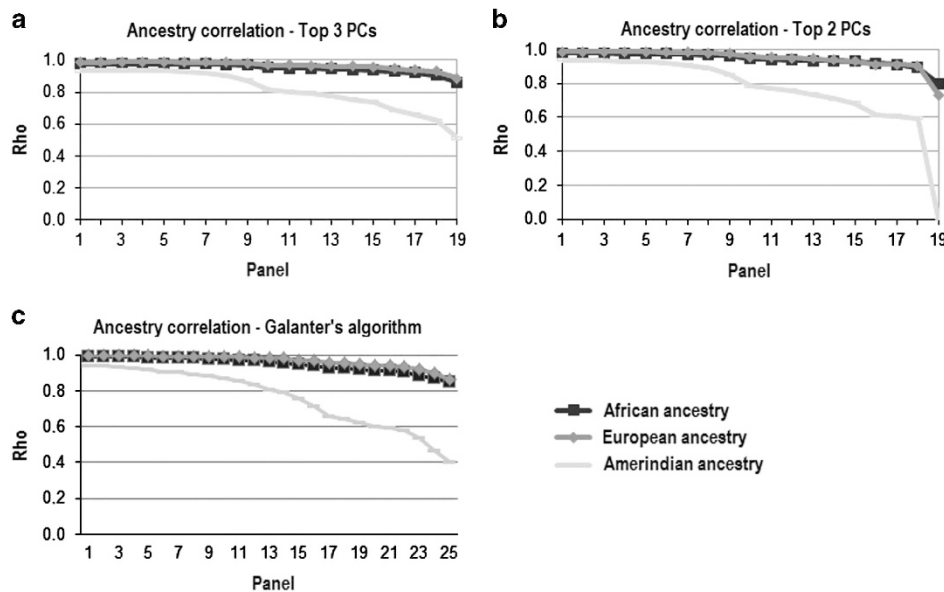 a
Ancestry correlation - Top 3 PCs
1.0
0.8
0.6
0.4
0.2
0.0
Rho
1 3 5 7 9 11 13 15 17 19
Panel
b
Ancestry correlation - Top 2 PCs
1.0
0.8
0.6
0.4
0.2
0.0
Rho
1 3 5 7 9 11 13 15 17 19
Panel
c
Ancestry correlation - Galanter's algorithm
1.0
0.8
0.6
0.4
0.2
0.0
Rho
1 3 5 7 9 11 13 15 17 19 21 23 25
Panel
African ancestry
European ancestry
Amerindian ancestry